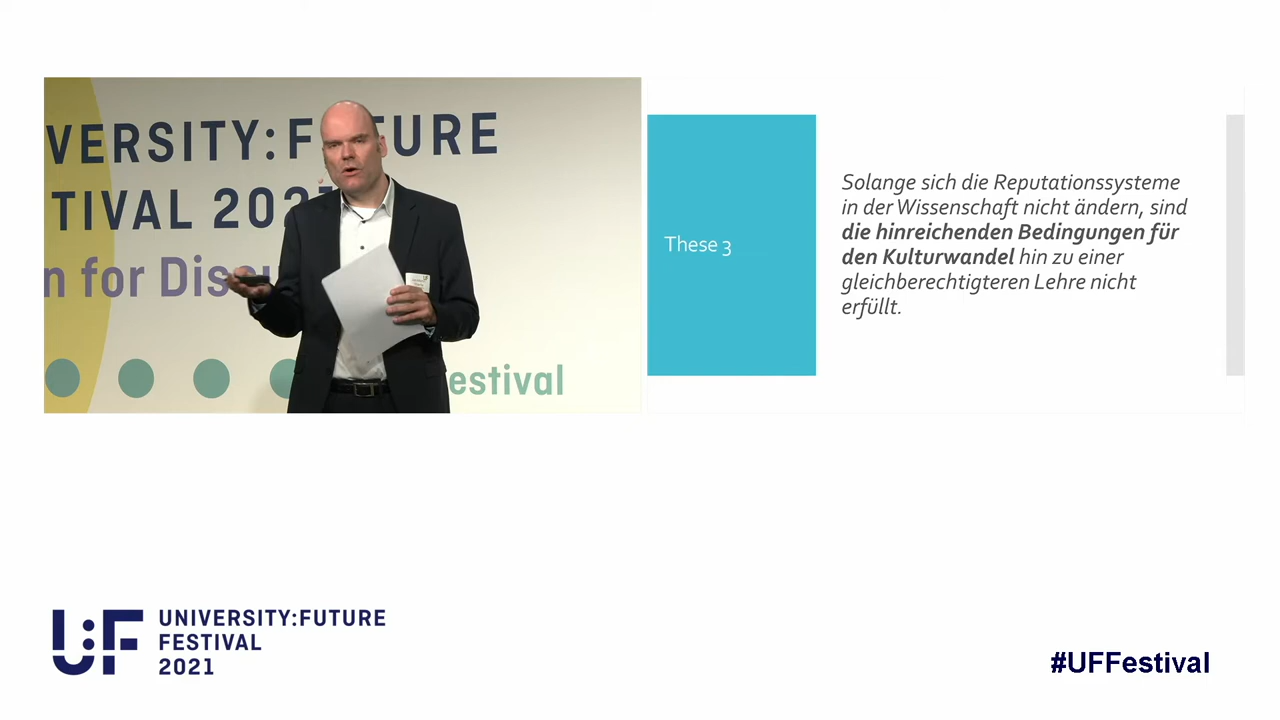 VERSITY:F URE
TIVAL 202
n for Dis
estival
These 3
Solange sich die Reputationssysteme
in der Wissenschaft nicht ändern, sind
die hinreichenden Bedingungen für
den Kulturwandel hin zu einer
gleichberechtigteren Lehre nicht
erfüllt.
U:F
UNIVERSITY:FUTURE
FESTIVAL
2021
#UFFestival